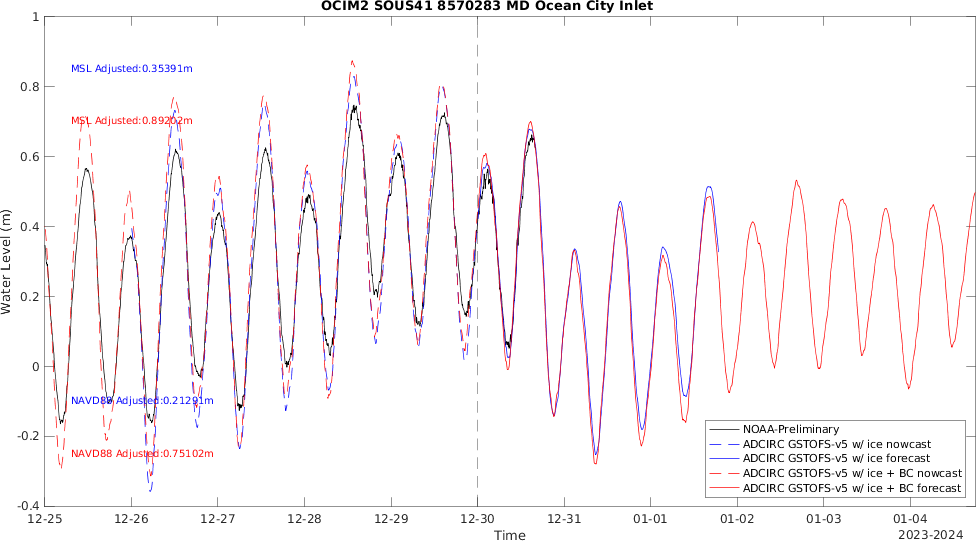 OCIM2 SOUS41 8570283 MD Ocean City Inlet
Water Level (m)
1
0.8
0.6
0.4
0.2
0
-0.2
-0.4
MSL Adjusted:0.35391m
MSL Adjusted:0.89202m
NAVD88 Adjusted:0.21291m
NAVD88 Adjusted:0.75102m
NOAA-Preliminary
ADCIRC GSTOFS-v5 w/ ice nowcast
ADCIRC GSTOFS-v5 w/ ice forecast
ADCIRC GSTOFS-v5 w/ ice + BC nowcast
ADCIRC GSTOFS-v5 w/ ice + BC forecast
12-25 12-26 12-27 12-28 12-29 12-30 12-31 01-01 01-02 01-03 01-04
Time
2023-2024